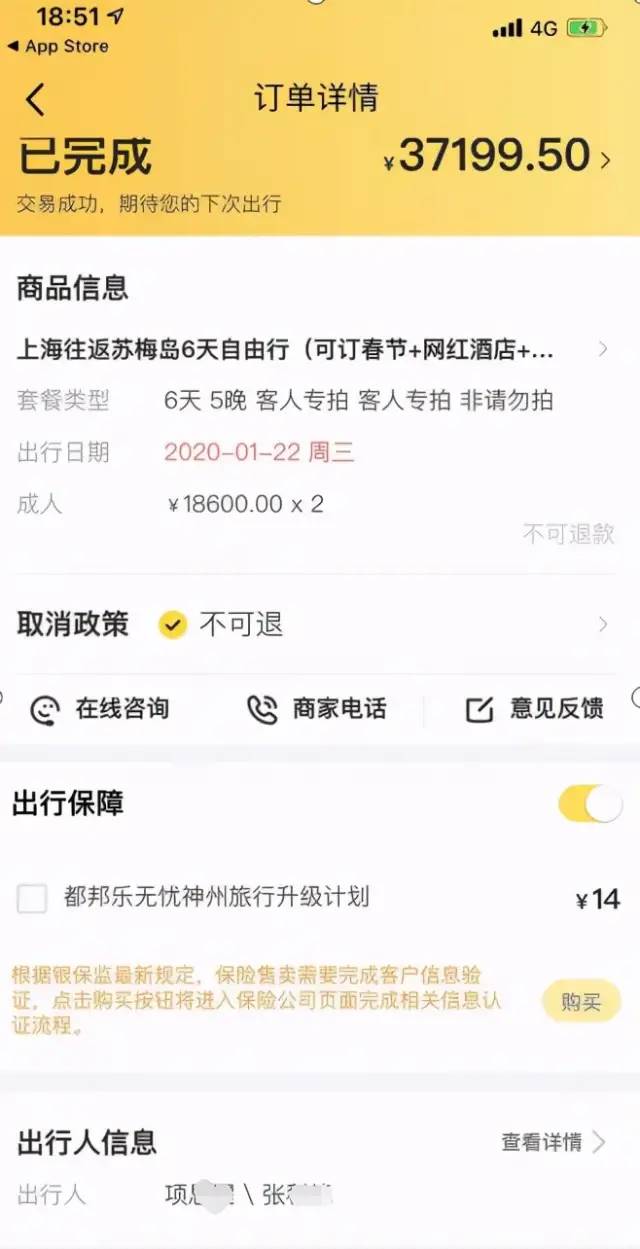 18:51
4G
App Store
订单详情
已完成
¥37199.50
交易成功，期待您的下次出行
商品信息
上海往返苏梅岛6天自由行（可订春节+网红酒店+...
套餐类型 6天 5晚 客人专拍 客人专拍 非请勿拍
出行日期 2020-01-22 周三
成人 ¥18600.00 x 2
不可退款
取消政策 不可退
在线咨询 商家电话 意见反馈
出行保障
都邦乐无忧神州旅行升级计划 ¥14
根据银保监最新规定，保险售卖需要完成客户信息验
证，点击购买按钮将进入保险公司页面完成相关信息认
证流程。
购买
出行人信息 查看详情
出行人 项 \ 张